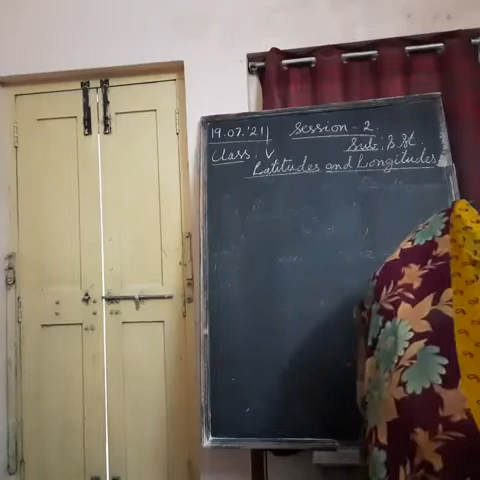 19.07.'21 Session - 2.
Class : V Sub : S.St.
Latitudes and Longitudes